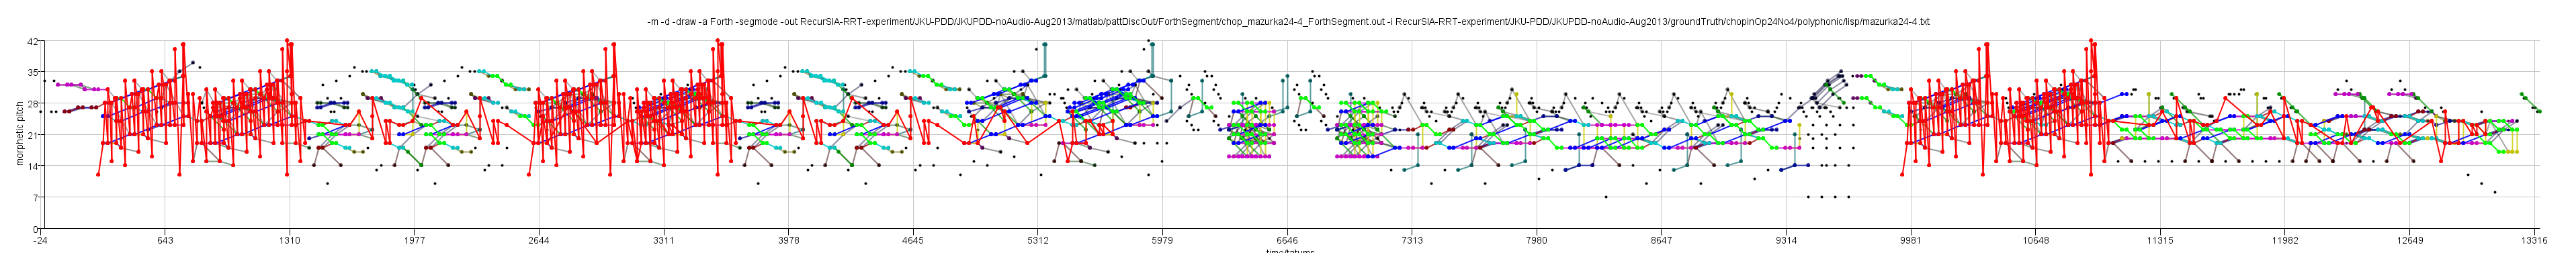 -m -d -draw -a Forth -segmode -out RecurSIA-RRT-experiment/JKU-PDD/JKUPDD-noAudio-Aug2013/matlab/pattDiscOut/ForthSegment/chop_mazurka24-4_ForthSegment.out -i RecurSIA-RRT-experiment/JKU-PDD/JKUPDD-noAudio-Aug2013/groundTruth/chopinOp24No4/polyphonic/lisp/mazurka24-4.txt
42
35
28
21
14
7
0
morphetic pitch
-24 643 1310 1977 2644 3311 3978 4645 5312 5979 6646 7313 7980 8647 9314 9981 10648 11315 11982 12649 13316
time/tatums